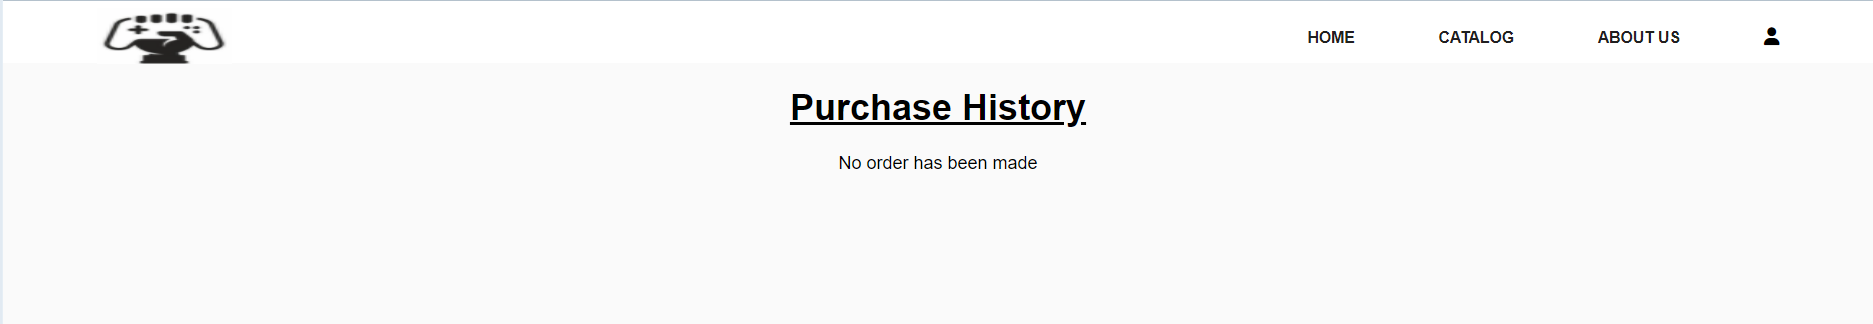 HOME CATALOG ABOUT US
Purchase History
No order has been made